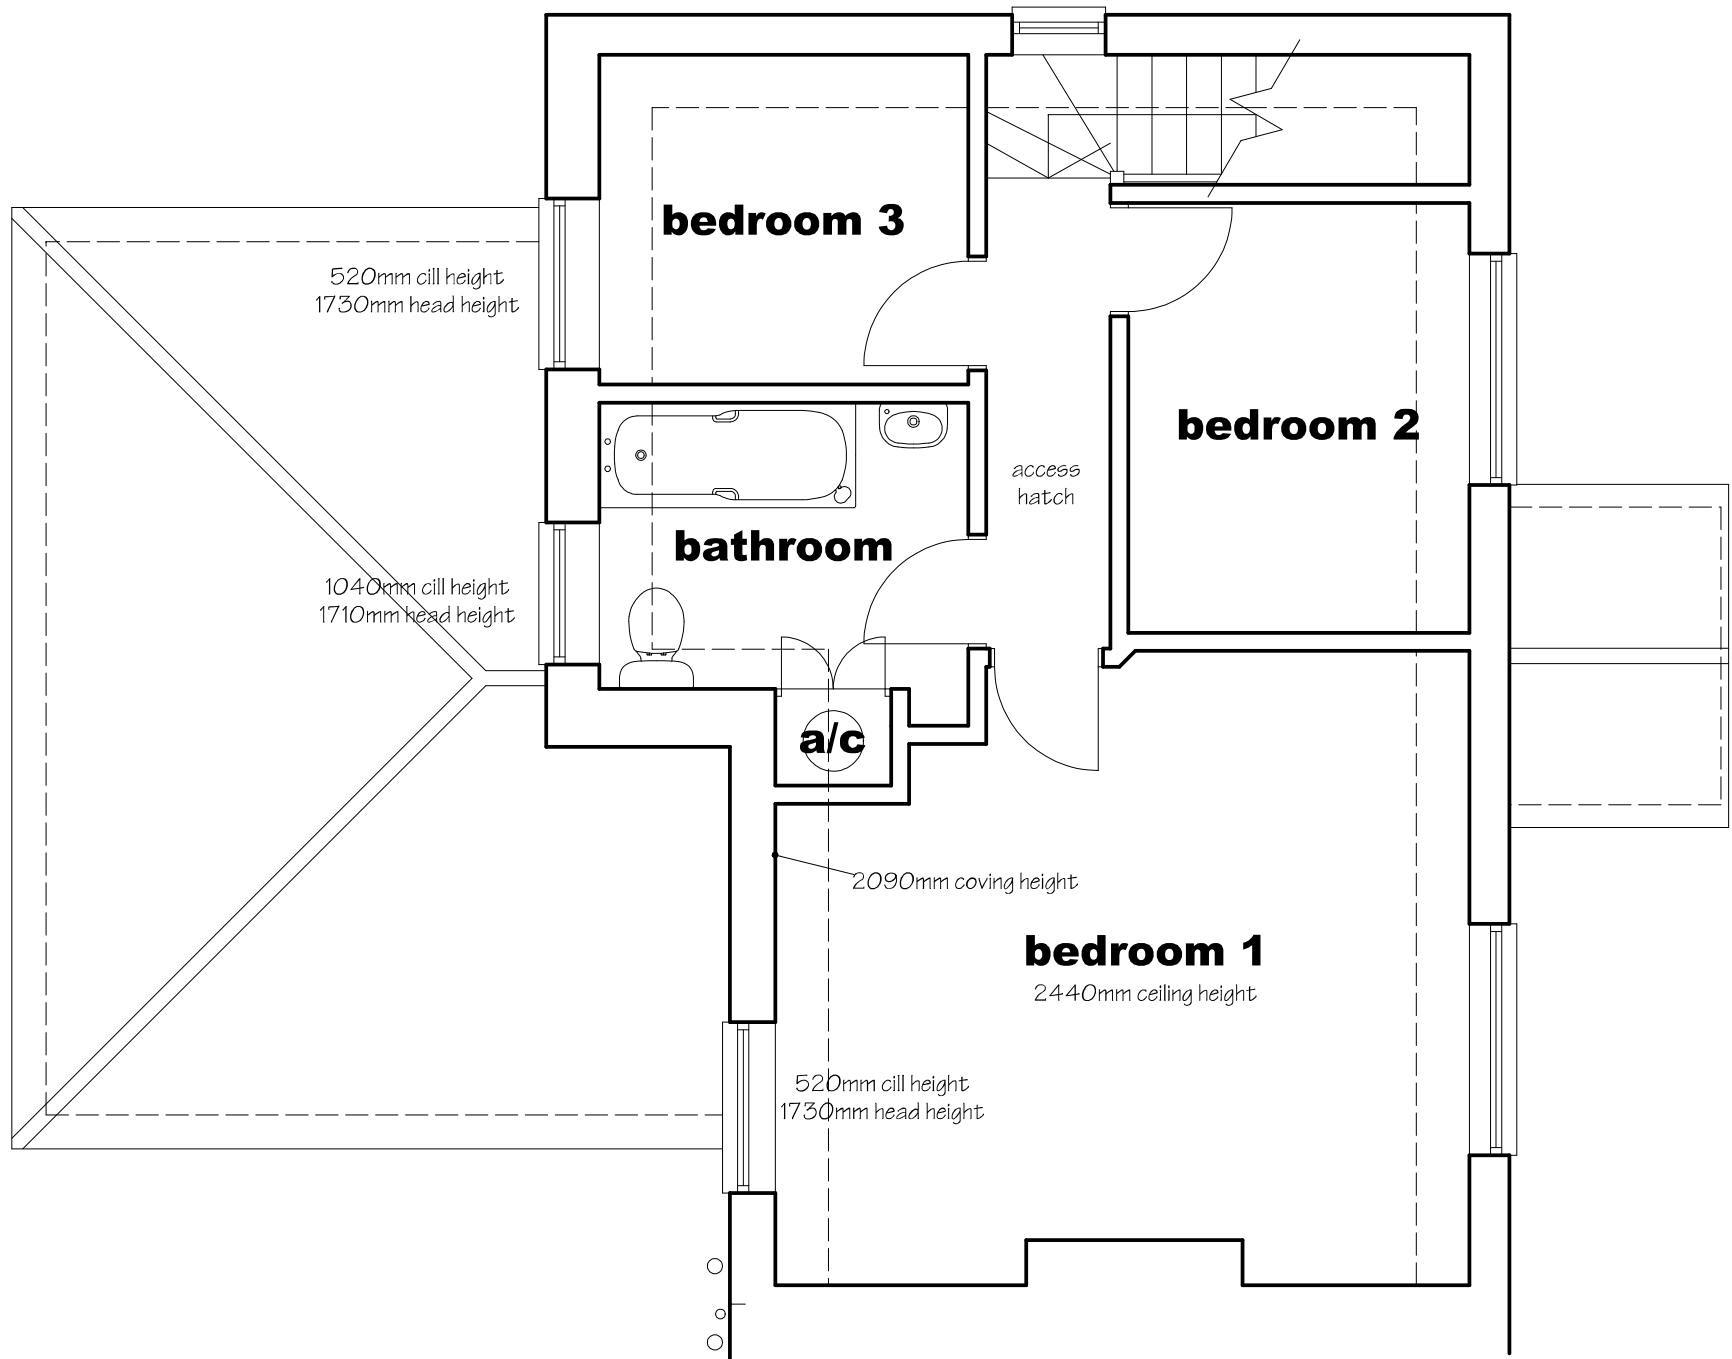 bedroom 3
520mm cill height
1730mm head height
bedroom 2
access
hatch
bathroom
1040mm cill height
1710mm head height
a/c
2090mm coving height
bedroom 1
2440mm ceiling height
520mm cill height
1730mm head height